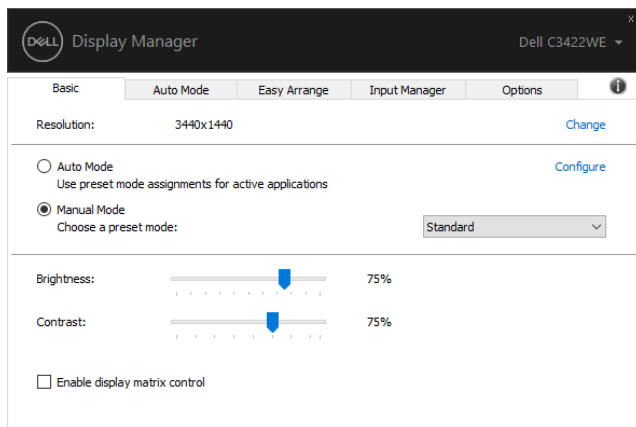 DELL Display Manager Dell C3422WE
x
Basic Auto Mode Easy Arrange Input Manager Options i
Resolution: 3440x1440 Change
Auto Mode Configure
Use preset mode assignments for active applications
Manual Mode
Choose a preset mode: Standard
Brightness: 75%
Contrast: 75%
Enable display matrix control